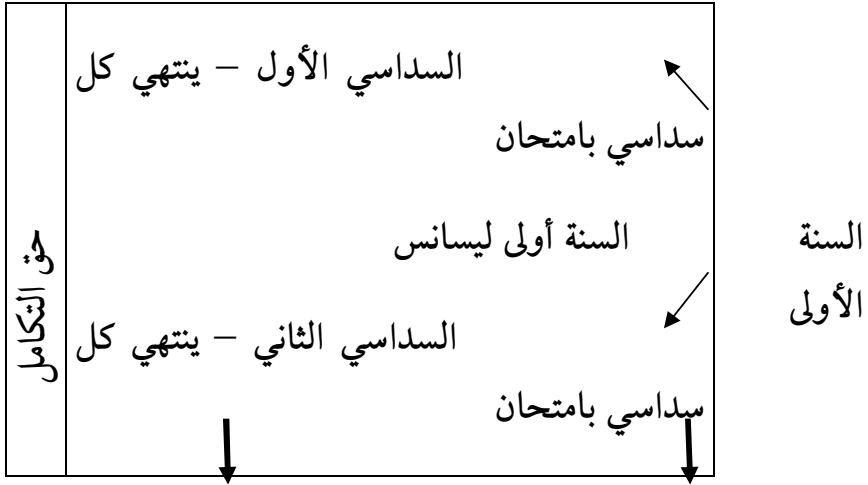 السداسي الأول – ينتهي كل
سداسي بامتحان
السنة أولى ليسانس
السداسي الثاني – ينتهي كل
سداسي بامتحان
السنة
الأولى
حق التكامل